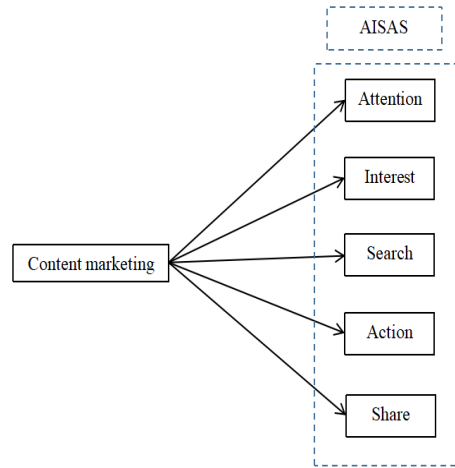 AISAS
Attention
Interest
Content marketing
Search
Action
Share